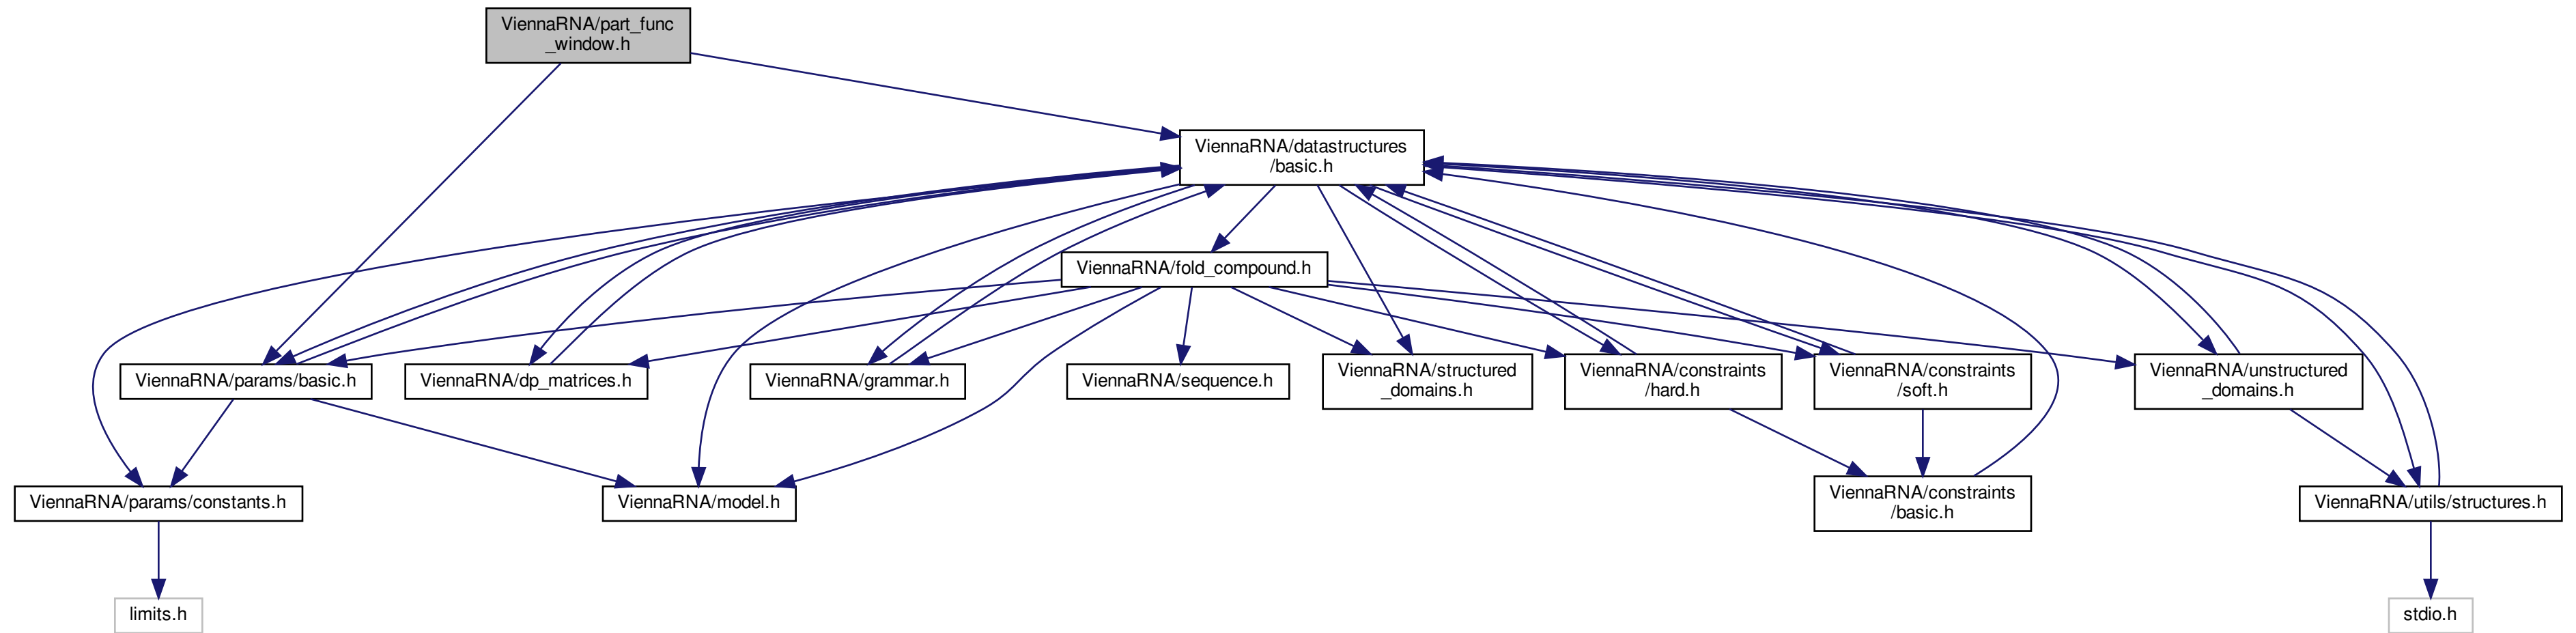 ViennaRNA/part_func
_window.h
ViennaRNA/datastructures
/basic.h
ViennaRNA/fold_compound.h
ViennaRNA/params/basic.h
ViennaRNA/dp_matrices.h
ViennaRNA/grammar.h
ViennaRNA/sequence.h
ViennaRNA/structured
_domains.h
ViennaRNA/constraints
/hard.h
ViennaRNA/constraints
/soft.h
ViennaRNA/unstructured
_domains.h
ViennaRNA/params/constants.h
ViennaRNA/model.h
ViennaRNA/constraints
/basic.h
ViennaRNA/utils/structures.h
limits.h
stdio.h